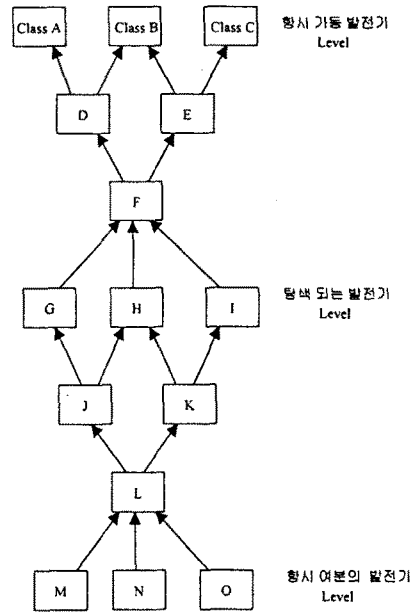 Class A Class B Class C
항시 가동 발전기
Level
D E
F
G H I
탐색 되는 발전기
Level
J K
L
M N O
항시 여분의 발전기
Level